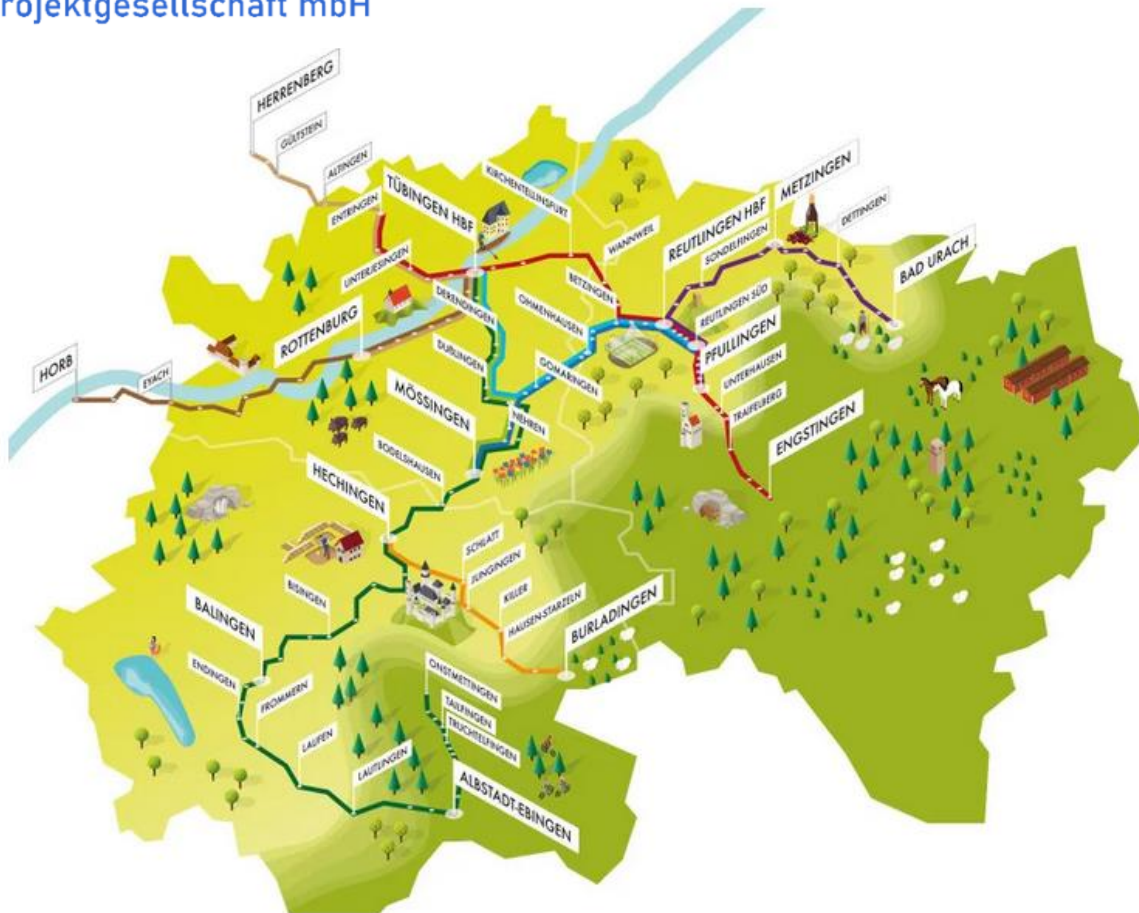 rojektgesellschaft mbH
HERRENBERG
GÜLTSTEIN
ALTINGEN
ENTRINGEN
TÜBINGEN HBF
KIRCHENTELLINSFURT
WANNWEIL
REUTLINGEN HBF
SONDELFINGEN
METZINGEN
DETTINGEN
BAD URACH
UNTERJESINGEN
DERENDINGEN
OHMENHAUSEN
BETZINGEN
REUTLINGEN SÜD
PFULLINGEN
HORB
EYACH
ROTTENBURG
DUßLINGEN
GOMARINGEN
UNTERHAUSEN
TRAIFELBERG
ENGSTINGEN
MÖSSINGEN
NEHREN
BODELSHAUSEN
HECHINGEN
SCHLATT
JUNGINGEN
KILLER
HAUSEN-STARZELN
BURLADINGEN
BISINGEN
BALINGEN
ENDINGEN
FROMMERN
LAUFEN
LAUTLINGEN
ONSTMETTINGEN
TAILFINGEN
TRUCHTELFINGEN
ALBSTADT-EBINGEN